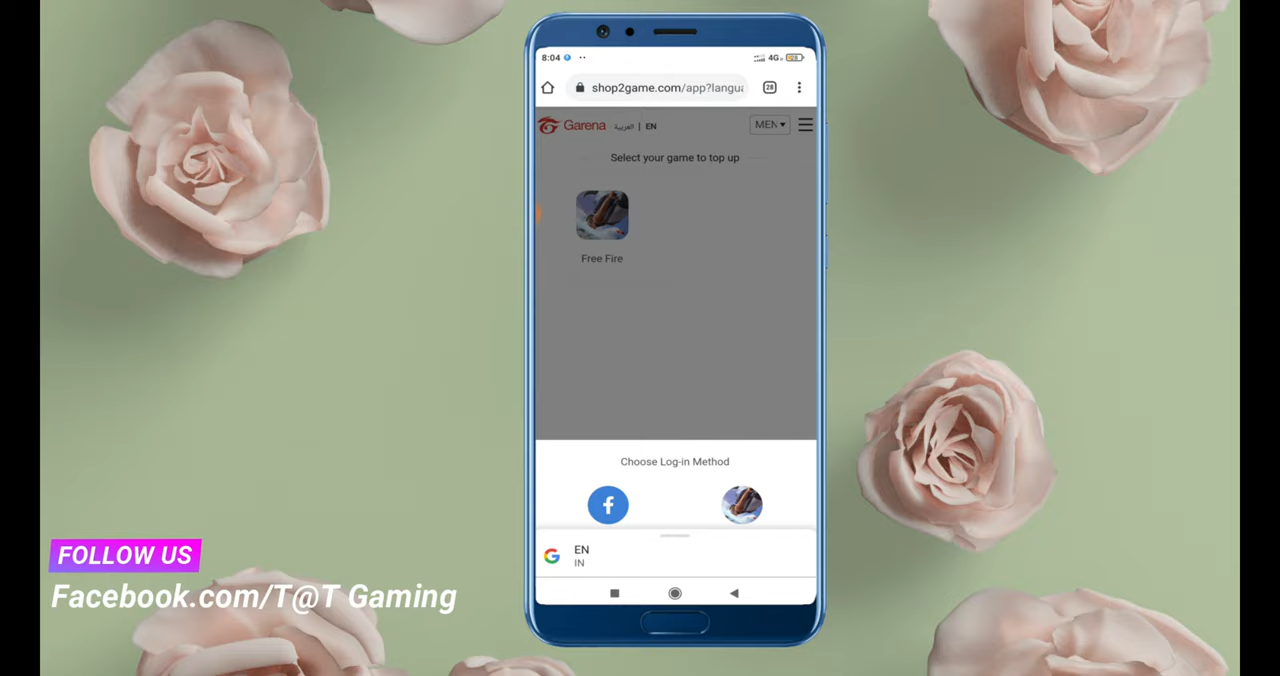 8:04
4G
shop2game.com/app?langua
28
Garena
العربية | EN
MEN
Select your game to top up
Free Fire
Choose Log-in Method
EN
IN
FOLLOW US
Facebook.com/T@T Gaming